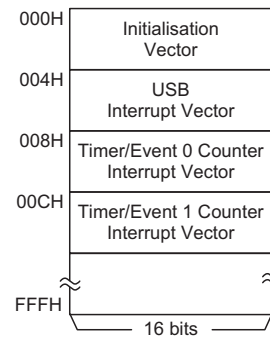 000H
Initialisation
Vector
004H
USB
Interrupt Vector
008H
Timer/Event 0 Counter
Interrupt Vector
00CH
Timer/Event 1 Counter
Interrupt Vector
FFFH
16 bits